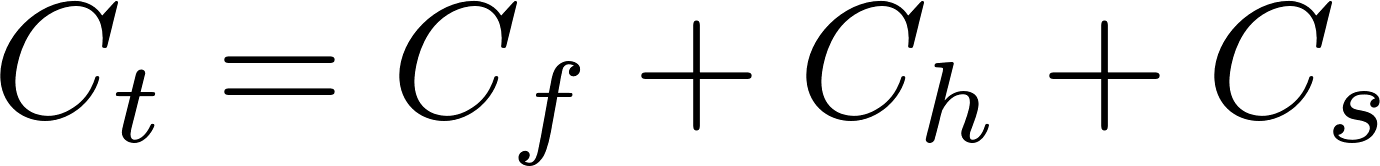 C_t = C_f + C_h + C_s